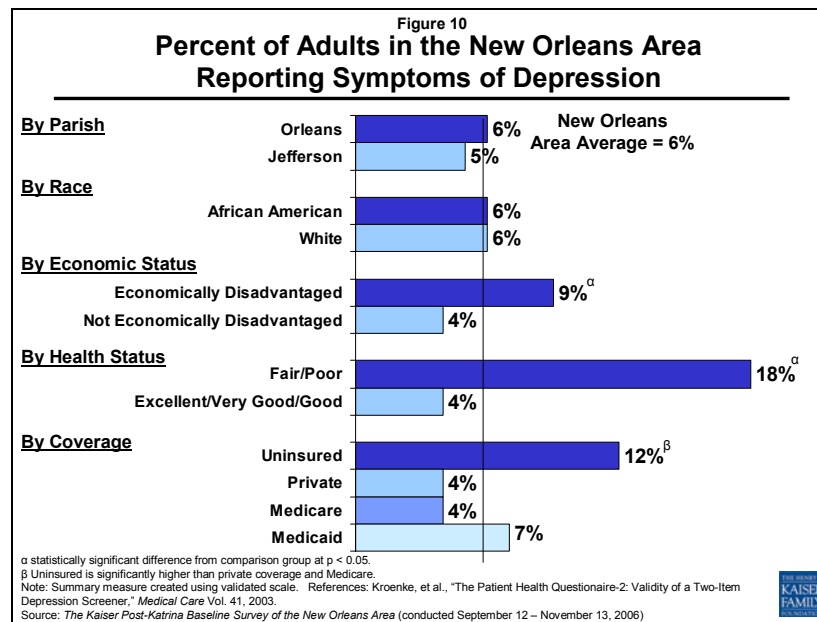 Figure 10
Percent of Adults in the New Orleans Area
Reporting Symptoms of Depression
By Parish
Orleans 6%
Jefferson 5%
New Orleans
Area Average = 6%
By Race
African American 6%
White 6%
By Economic Status
Economically Disadvantaged 9%α
Not Economically Disadvantaged 4%
By Health Status
Fair/Poor 18%α
Excellent/Very Good/Good 4%
By Coverage
Uninsured 12%β
Private 4%
Medicare 4%
Medicaid 7%
α statistically significant difference from comparison group at p < 0.05.
β Uninsured is significantly higher than private coverage and Medicare.
Note: Summary measure created using validated scale. References: Kroenke, et al., “The Patient Health Questionaire-2: Validity of a Two-Item
Depression Screener,” Medical Care Vol. 41, 2003.
Source: The Kaiser Post-Katrina Baseline Survey of the New Orleans Area (conducted September 12 – November 13, 2006)
KAISER
FAMILY